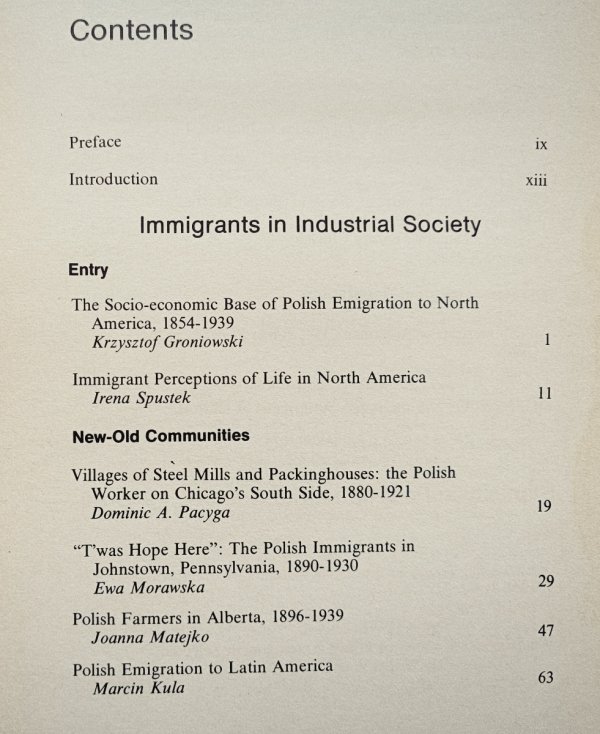 Contents
Preface ix
Introduction xiii
Immigrants in Industrial Society
Entry
The Socio-economic Base of Polish Emigration to North
America, 1854-1939
Krzysztof Groniowski 1
Immigrant Perceptions of Life in North America
Irena Spustek 11
New-Old Communities
Villages of Steel Mills and Packinghouses: the Polish
Worker on Chicago's South Side, 1880-1921
Dominic A. Pacyga 19
“T'was Hope Here”: The Polish Immigrants in
Johnstown, Pennsylvania, 1890-1930
Ewa Morawska 29
Polish Farmers in Alberta, 1896-1939
Joanna Matejko 47
Polish Emigration to Latin America
Marcin Kula 63